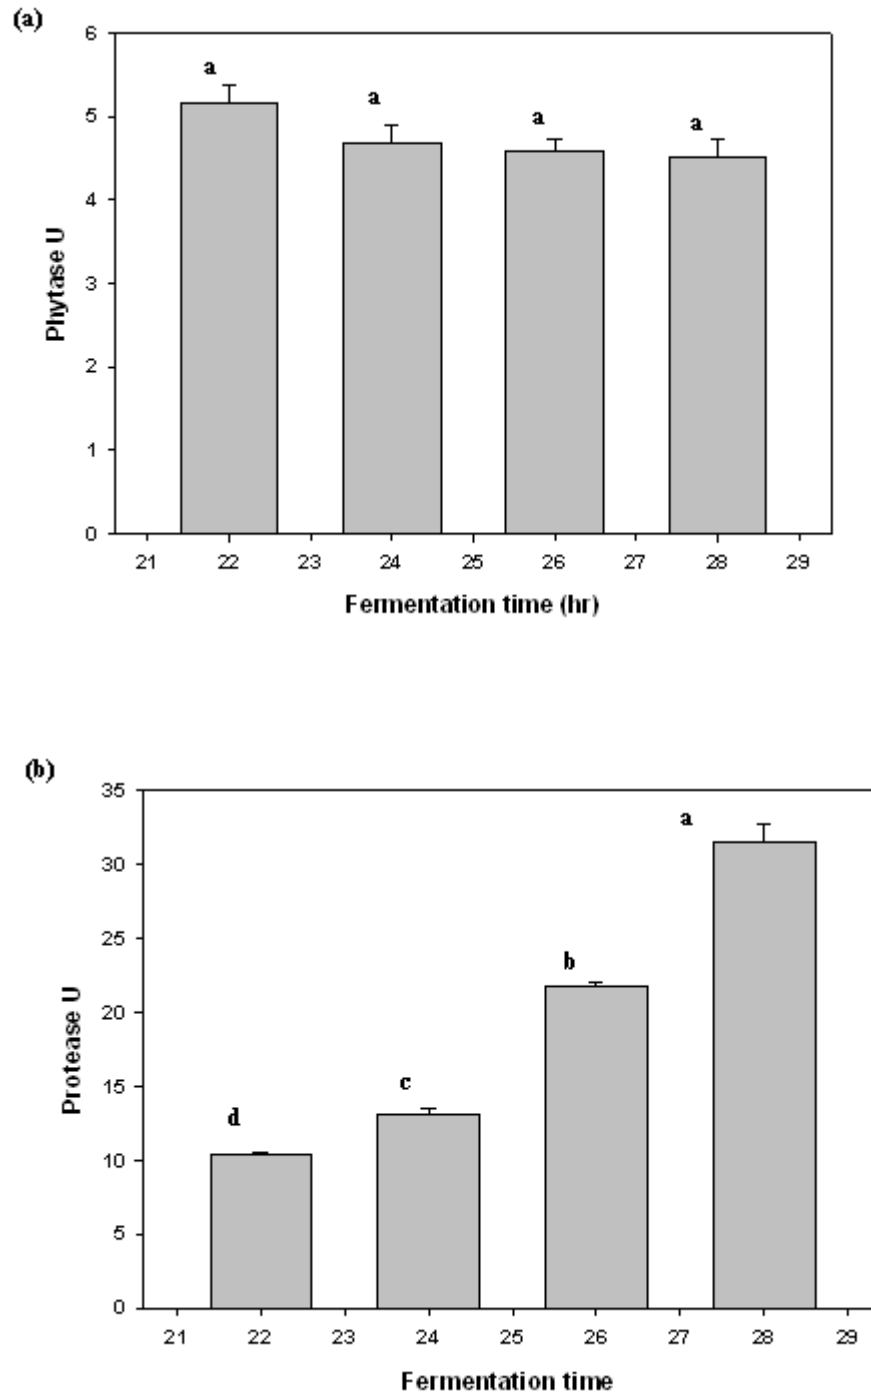 (a)
6
5
4
3
2
1
0
Phytase U
a
a
a
a
21 22 23 24 25 26 27 28 29
Fermentation time (hr)
(b)
35
30
25
20
15
10
5
0
Protease U
a
b
c
d
21 22 23 24 25 26 27 28 29
Fermentation time